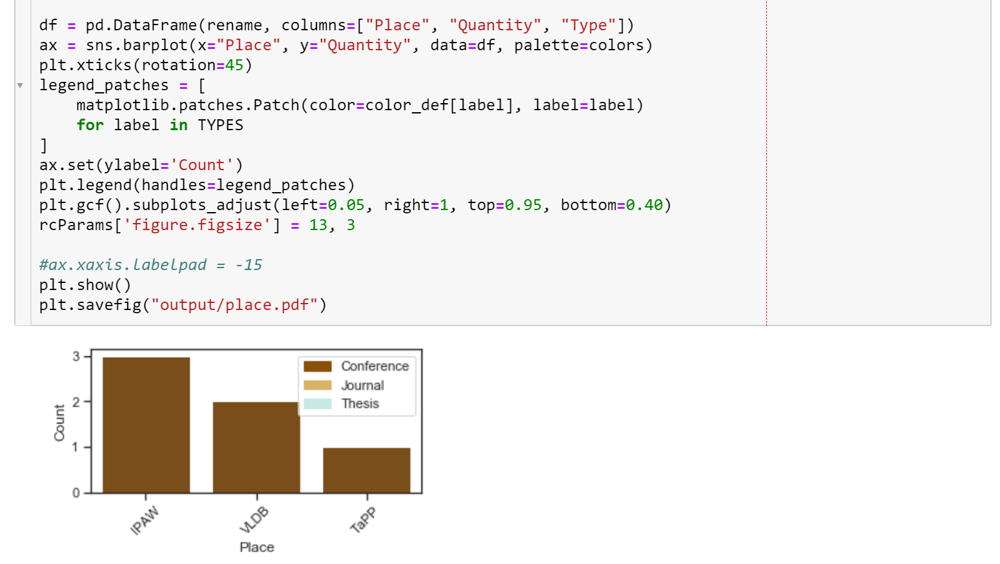 df = pd.DataFrame(rename, columns=["Place", "Quantity", "Type"])
ax = sns.barplot(x="Place", y="Quantity", data=df, palette=colors)
plt.xticks(rotation=45)
legend_patches = [
    matplotlib.patches.Patch(color=color_def[label], label=label)
    for label in TYPES
]
ax.set(ylabel='Count')
plt.legend(handles=legend_patches)
plt.gcf().subplots_adjust(left=0.05, right=1, top=0.95, bottom=0.40)
rcParams['figure.figsize'] = 13, 3
#ax.xaxis.labelpad = -15
plt.show()
plt.savefig("output/place.pdf")
3
2
1
0
Count
Conference
Journal
Thesis
IPAW
VLDB
TaPP
Place